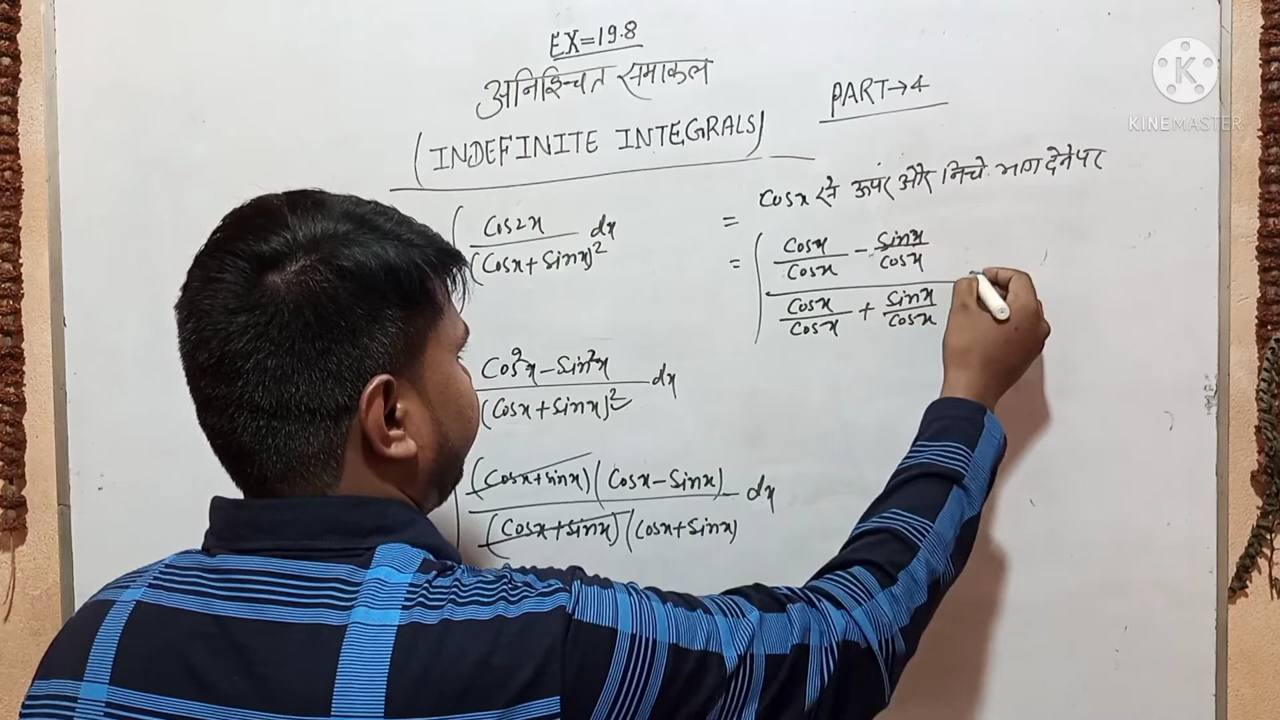 EX=19.8
अनिश्चित समाकल
(INDEFINITE INTEGRALS)
PART→4
KINEMASTER
∫ Cos2x / (Cosx+Sinx)² dx
Cos²x-Sin²x / (Cosx+Sinx)² dx
∫ (Cosx+Sinx)(Cosx-Sinx) / (Cosx+Sinx)(Cosx+Sinx) dx
= Cosx से ऊपर और निचे भाग देने पर
= ∫ Cosx/Cosx - Sinx/Cosx
Cosx/Cosx + Sinx/Cosx